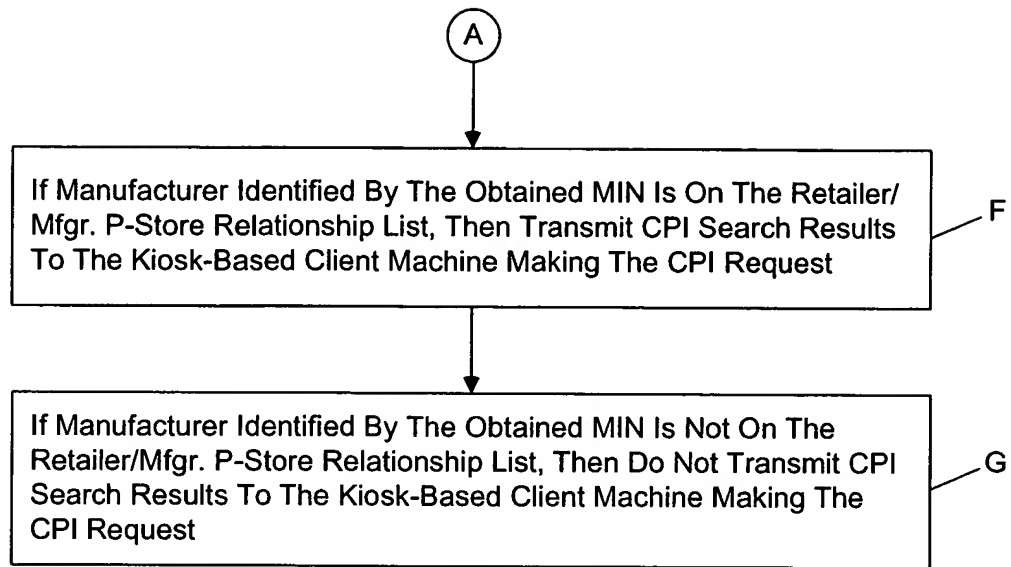 A
If Manufacturer Identified By The Obtained MIN Is On The Retailer/
Mfgr. P-Store Relationship List, Then Transmit CPI Search Results
To The Kiosk-Based Client Machine Making The CPI Request
F
If Manufacturer Identified By The Obtained MIN Is Not On The
Retailer/Mfgr. P-Store Relationship List, Then Do Not Transmit CPI
Search Results To The Kiosk-Based Client Machine Making The
CPI Request
G